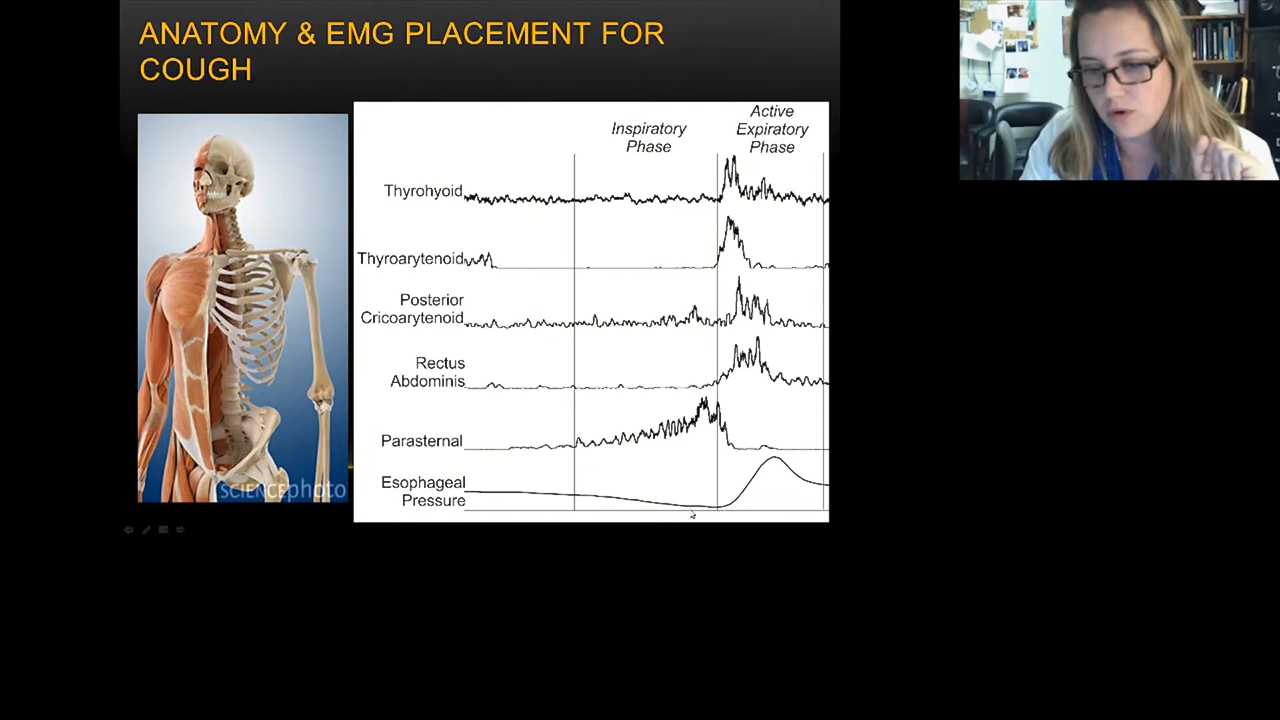 ANATOMY & EMG PLACEMENT FOR
COUGH
Inspiratory
Phase
Active
Expiratory
Phase
Thyrohyoid
Thyroarytenoid
Posterior
Cricoarytenoid
Rectus
Abdominis
Parasternal
Esophageal
Pressure
SCIENCEphoto